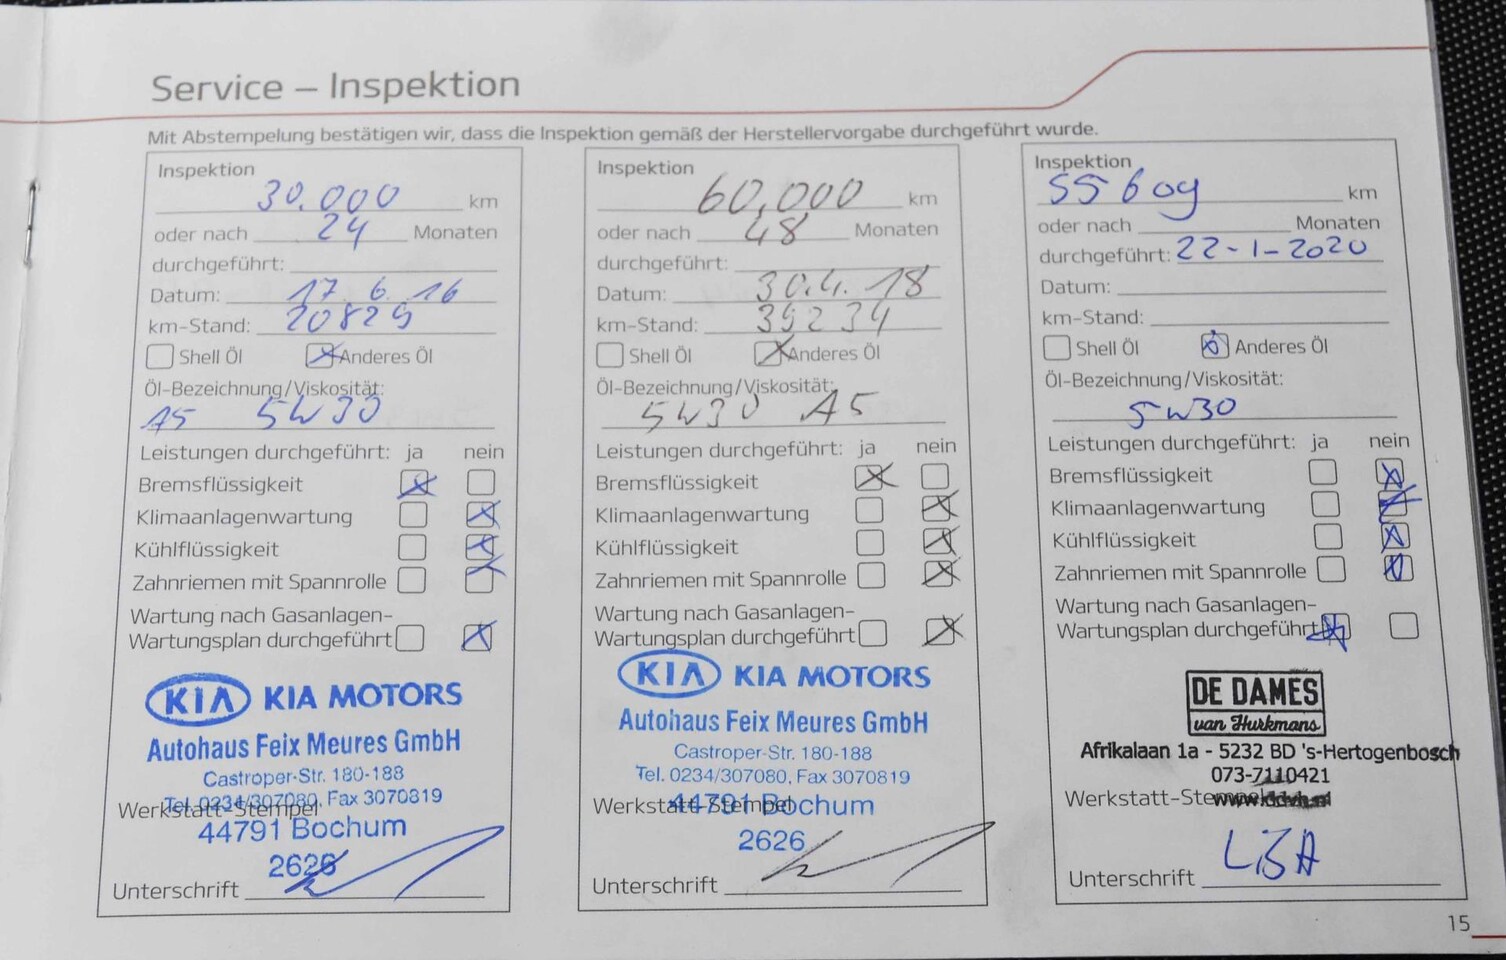 Service – Inspektion
Mit Abstempelung bestätigen wir, dass die Inspektion gemäß der Herstellervorgabe durchgeführt wurde.
Inspektion
30.000 km
oder nach 24 Monaten
durchgeführt:
Datum: 17.6.16
km-Stand: 20829
Shell Öl Anderes Öl
Öl-Bezeichnung/Viskosität:
A5 5W30
Leistungen durchgeführt: ja nein
Bremsflüssigkeit
Klimaanlagenwartung
Kühlflüssigkeit
Zahnriemen mit Spannrolle
Wartung nach Gasanlagen-
Wartungsplan durchgeführt
KIA KIA MOTORS
Autohaus Feix Meures GmbH
Castroper-Str. 180-188
Tel. 0234/307080, Fax 3070819
Werkstatt-Stempel
44791 Bochum
2626
Unterschrift
Inspektion
60.000 km
oder nach 48 Monaten
durchgeführt:
Datum: 30.4.18
km-Stand: 39234
Shell Öl Anderes Öl
Öl-Bezeichnung/Viskosität:
5W30 A5
Leistungen durchgeführt: ja nein
Bremsflüssigkeit
Klimaanlagenwartung
Kühlflüssigkeit
Zahnriemen mit Spannrolle
Wartung nach Gasanlagen-
Wartungsplan durchgeführt
KIA KIA MOTORS
Autohaus Feix Meures GmbH
Castroper-Str. 180-188
Tel. 0234/307080, Fax 3070819
Werkstatt-Stempel
44791 Bochum
2626
Unterschrift
Inspektion
55609 km
oder nach Monaten
durchgeführt: 22-1-2020
Datum:
km-Stand:
Shell Öl Anderes Öl
Öl-Bezeichnung/Viskosität:
5W30
Leistungen durchgeführt: ja nein
Bremsflüssigkeit
Klimaanlagenwartung
Kühlflüssigkeit
Zahnriemen mit Spannrolle
Wartung nach Gasanlagen-
Wartungsplan durchgeführt
DE DAMES
van Hurkmans
Afrikalaan 1a - 5232 BD 's-Hertogenbosch
073-7110421
Werkstatt-Stempel
Unterschrift
15